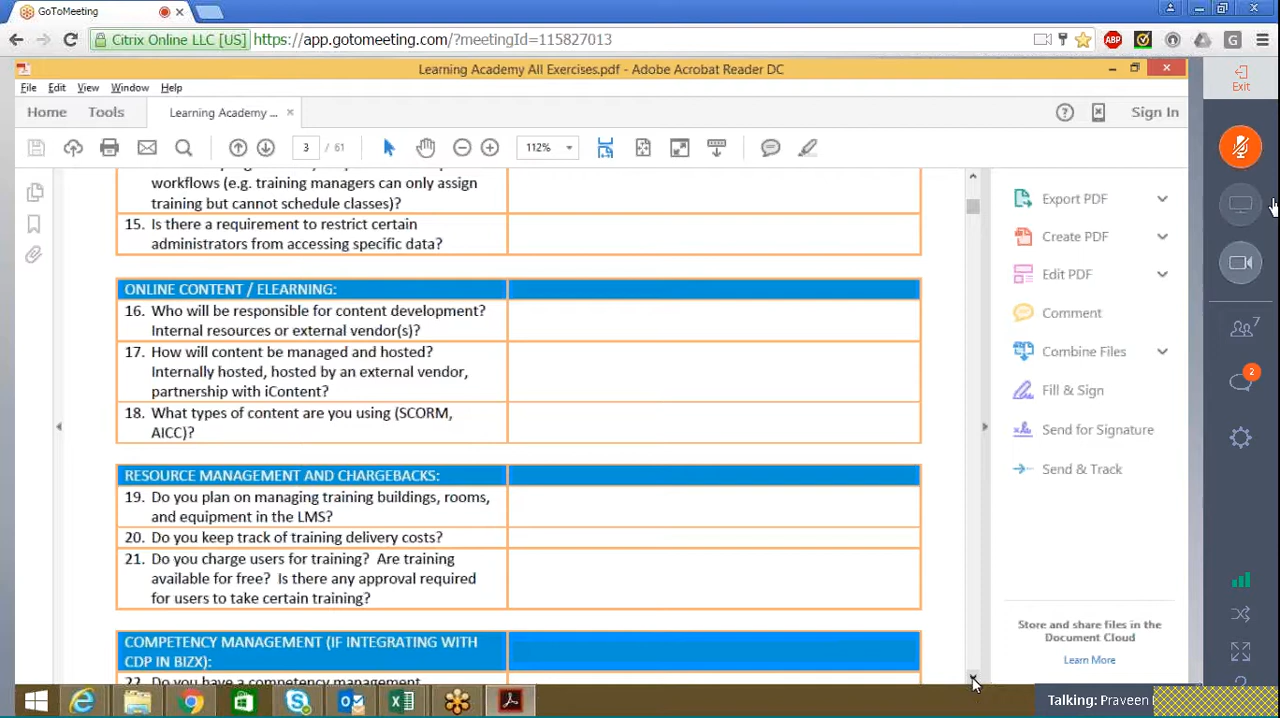 GoToMeeting
Citrix Online LLC [US]
https://app.gotomeeting.com/?meetingId=115827013
ABP
G
Learning Academy All Exercises.pdf - Adobe Acrobat Reader DC
File Edit View Window Help
Home Tools Learning Academy ... ×
Sign In
3 / 61
112%
workflows (e.g. training managers can only assign
training but cannot schedule classes)?
15. Is there a requirement to restrict certain
administrators from accessing specific data?
ONLINE CONTENT / ELEARNING:
16. Who will be responsible for content development?
Internal resources or external vendor(s)?
17. How will content be managed and hosted?
Internally hosted, hosted by an external vendor,
partnership with iContent?
18. What types of content are you using (SCORM,
AICC)?
RESOURCE MANAGEMENT AND CHARGEBACKS:
19. Do you plan on managing training buildings, rooms,
and equipment in the LMS?
20. Do you keep track of training delivery costs?
21. Do you charge users for training? Are training
available for free? Is there any approval required
for users to take certain training?
COMPETENCY MANAGEMENT (IF INTEGRATING WITH
CDP IN BIZX):
22. Do you have a competency management
Export PDF
Create PDF
Edit PDF
Comment
Combine Files
Fill & Sign
Send for Signature
Send & Track
Store and share files in the
Document Cloud
Learn More
Exit
7
2
Talking: Praveen